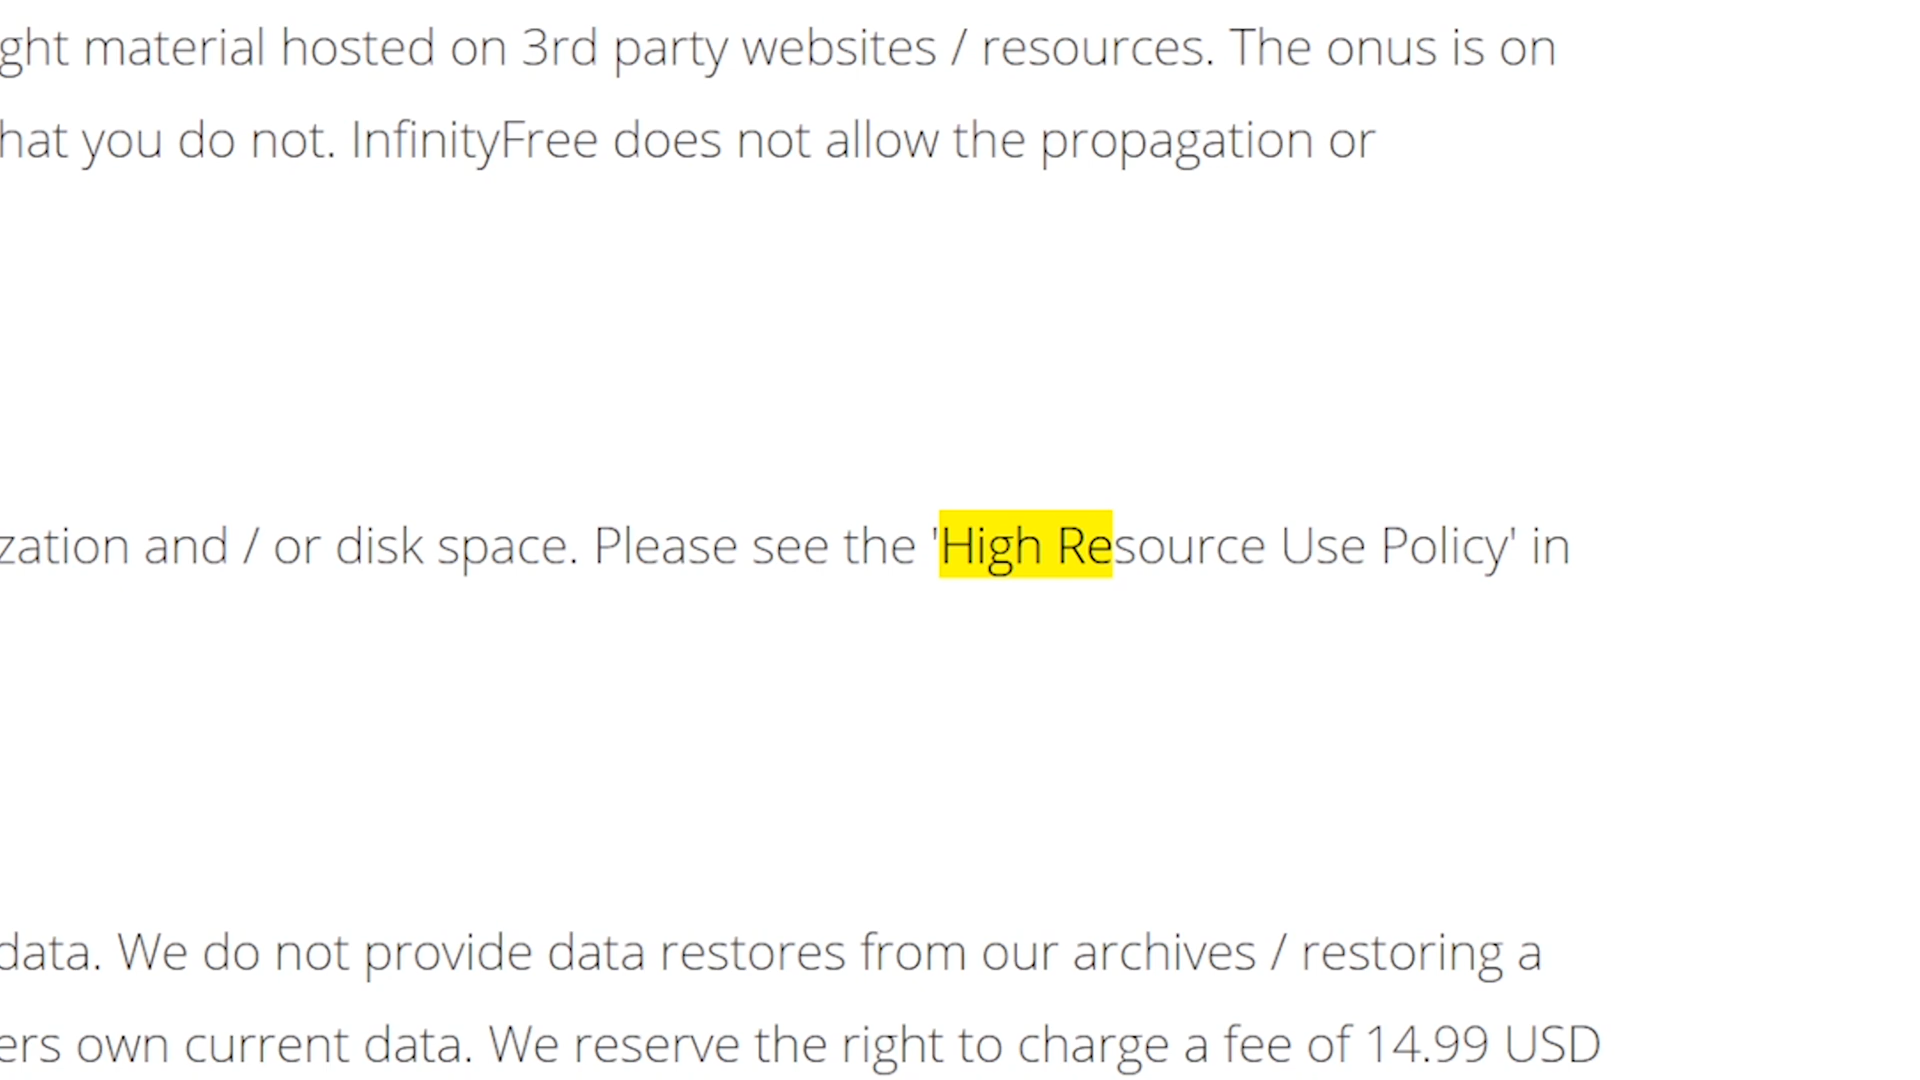 ght material hosted on 3rd party websites / resources. The onus is on
hat you do not. InfinityFree does not allow the propagation or
zation and / or disk space. Please see the 'High Resource Use Policy' in
data. We do not provide data restores from our archives / restoring a
ers own current data. We reserve the right to charge a fee of 14.99 USD